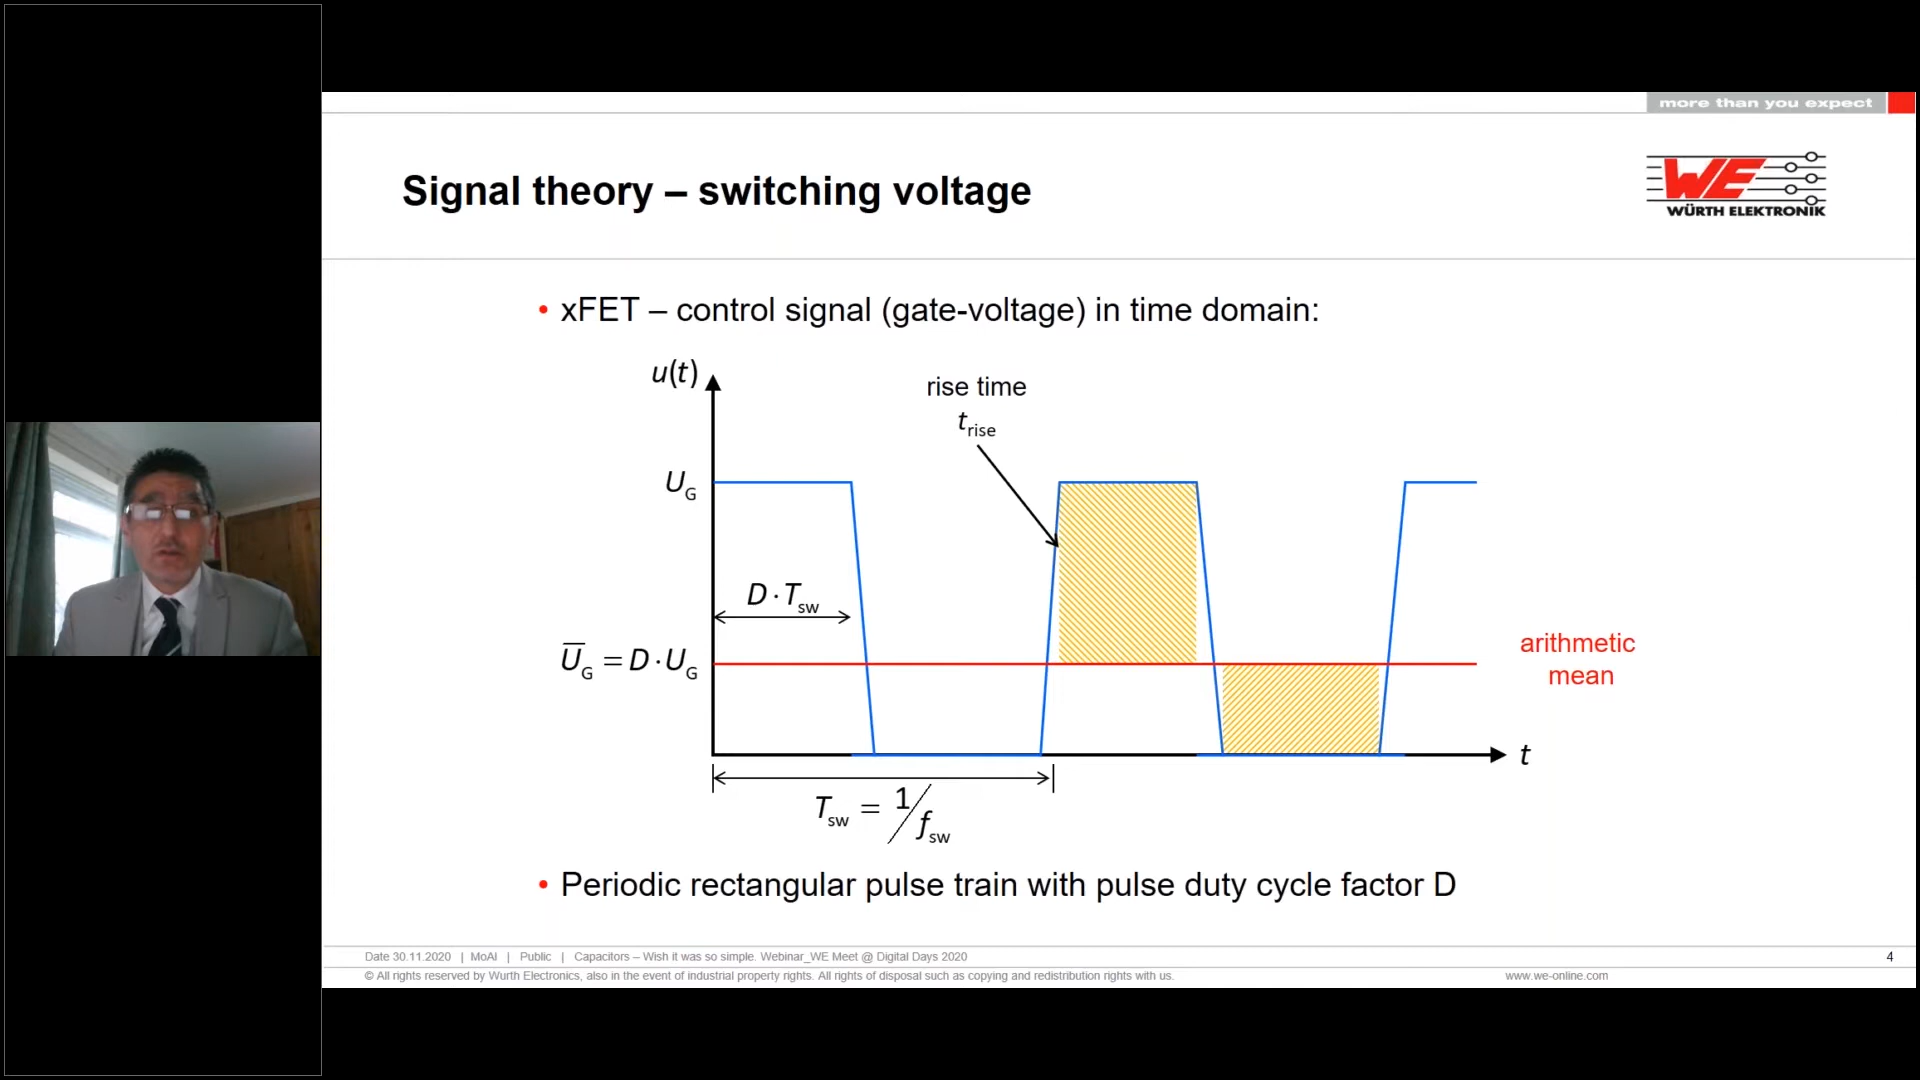 more than you expect
WE
WÜRTH ELEKTRONIK
Signal theory – switching voltage
• xFET – control signal (gate-voltage) in time domain:
u(t)
rise time
t_rise
U_G
D·T_sw
U̅_G = D·U_G
arithmetic
mean
t
T_sw = 1/f_sw
• Periodic rectangular pulse train with pulse duty cycle factor D
Date 30.11.2020 | MoAl | Public | Capacitors – Wish it was so simple. Webinar_WE Meet @ Digital Days 2020
4
© All rights reserved by Wurth Electronics, also in the event of industrial property rights. All rights of disposal such as copying and redistribution rights with us.
www.we-online.com